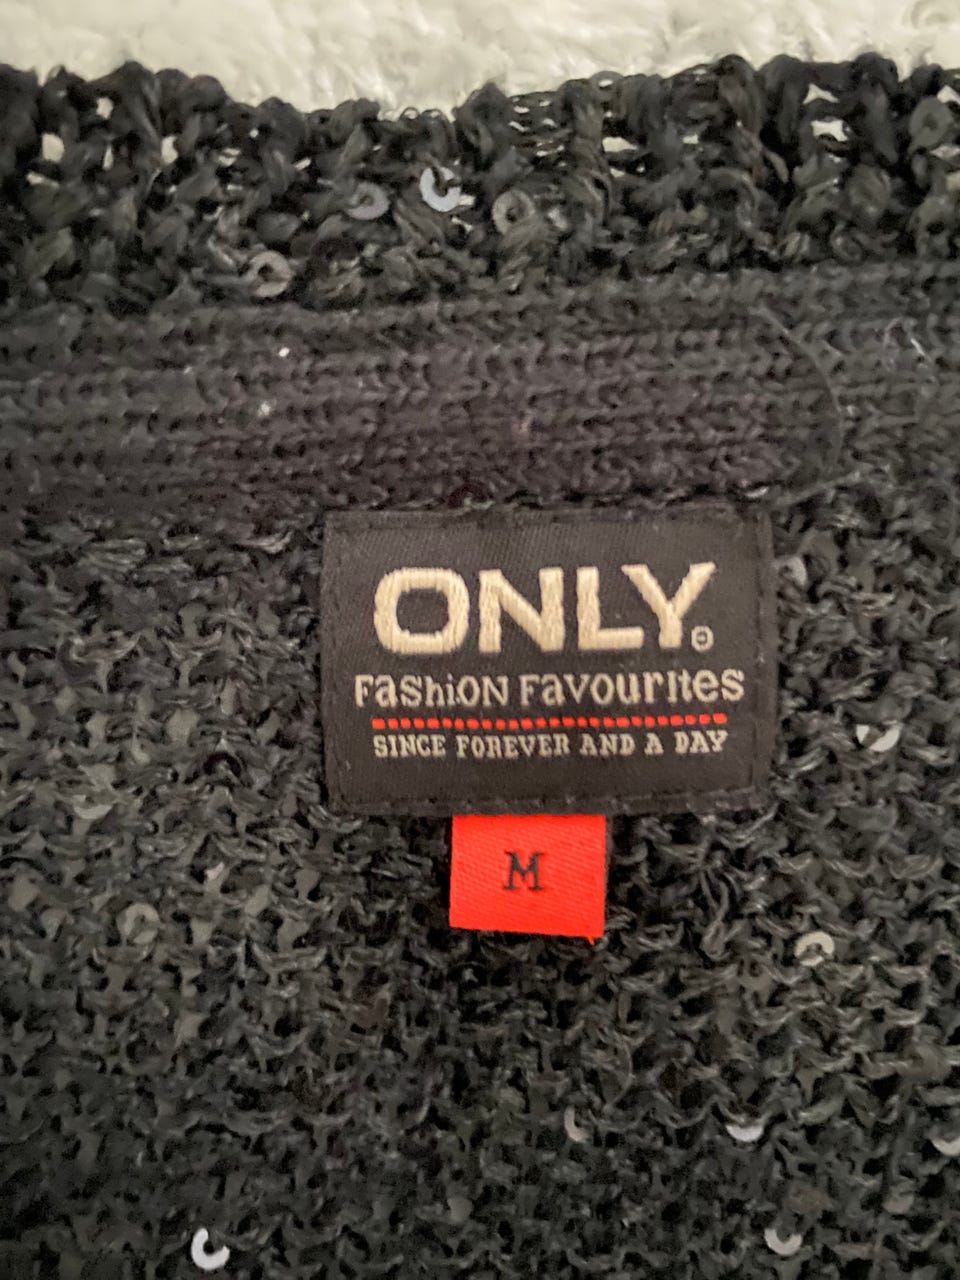 ONLY®
FaShiON Favourites
SINCE FOREVER AND A DAY
M